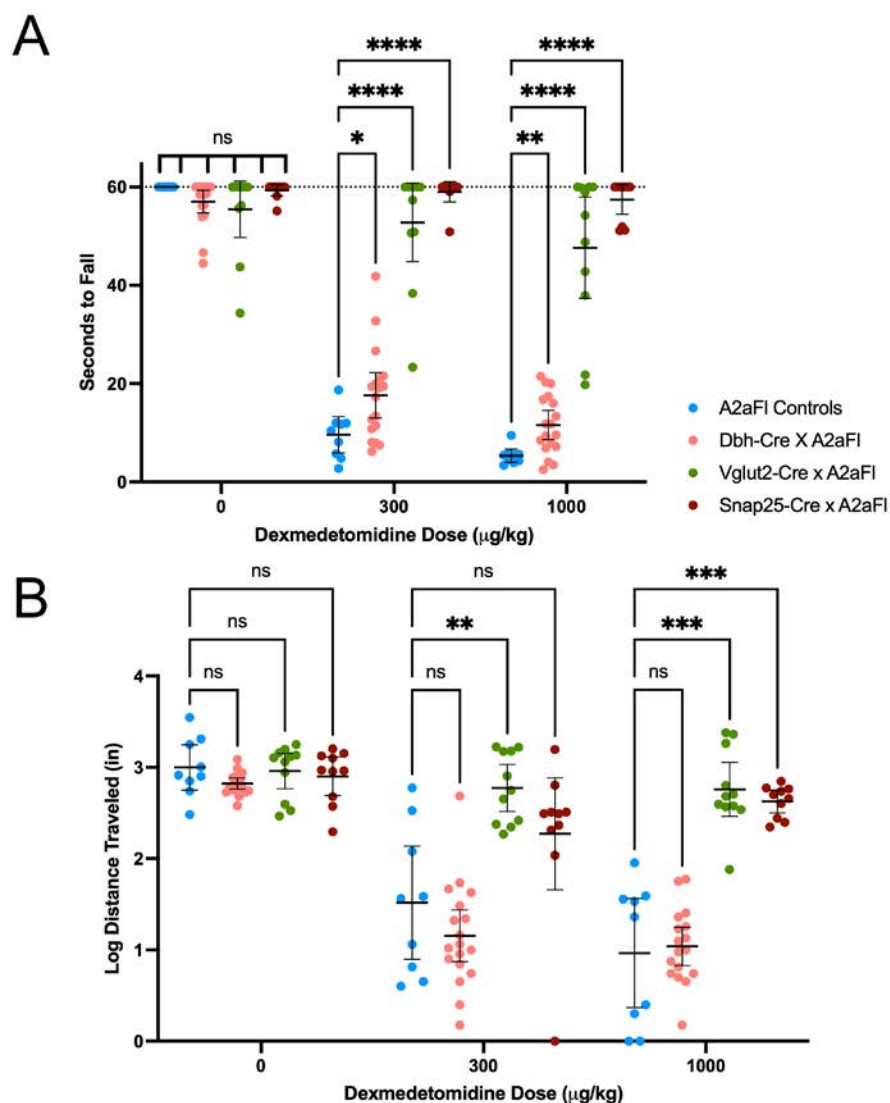 A
ns
****
****
*
****
****
**
60
40
20
0
Seconds to Fall
0
300
1000
Dexmedetomidine Dose (μg/kg)
A2aFl Controls
Dbh-Cre X A2aFl
Vglut2-Cre x A2aFl
Snap25-Cre x A2aFl
B
ns
ns
ns
ns
**
ns
***
***
ns
4
3
2
1
0
Log Distance Traveled (in)
0
300
1000
Dexmedetomidine Dose (μg/kg)